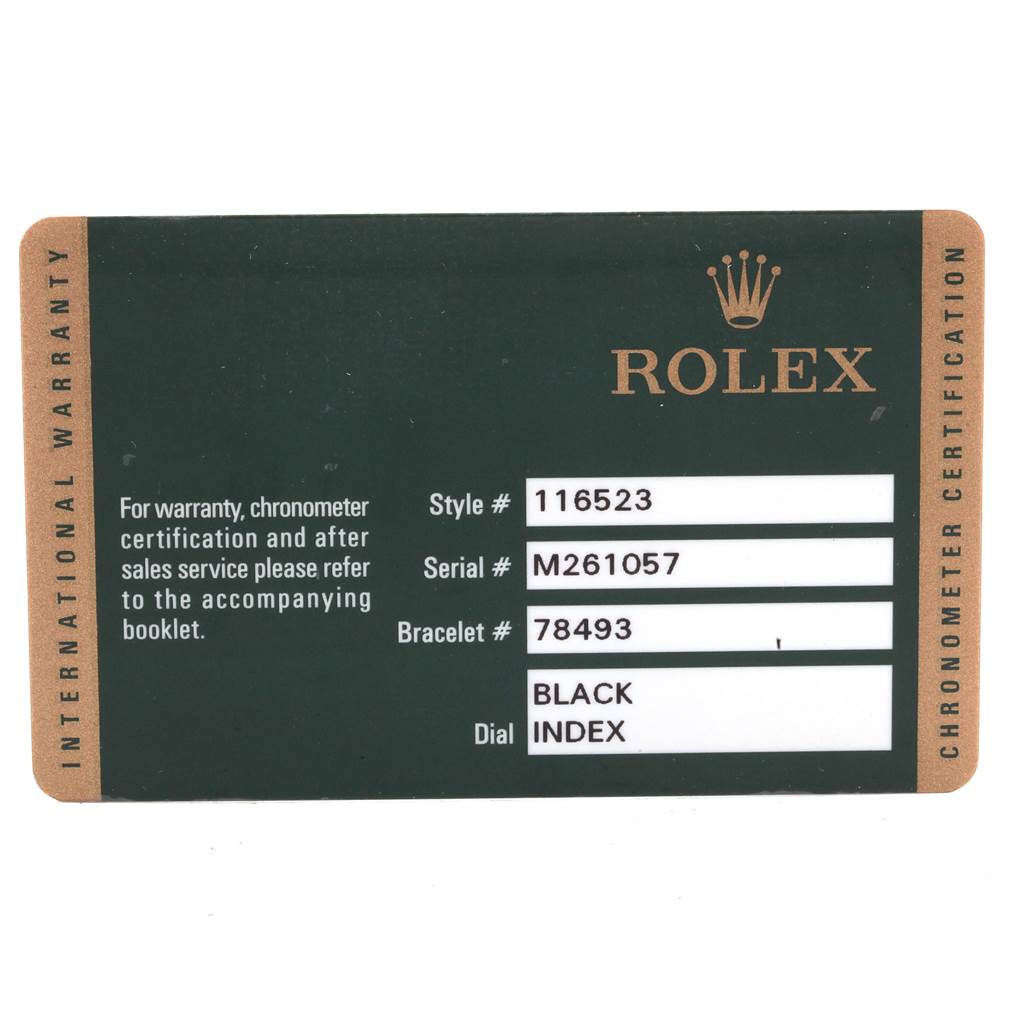 INTERNATIONAL WARRANTY
ROLEX
For warranty, chronometer
certification and after
sales service please refer
to the accompanying
booklet.
Style # 116523
Serial # M261057
Bracelet # 78493
Dial BLACK
INDEX
CHRONOMETER CERTIFICATION